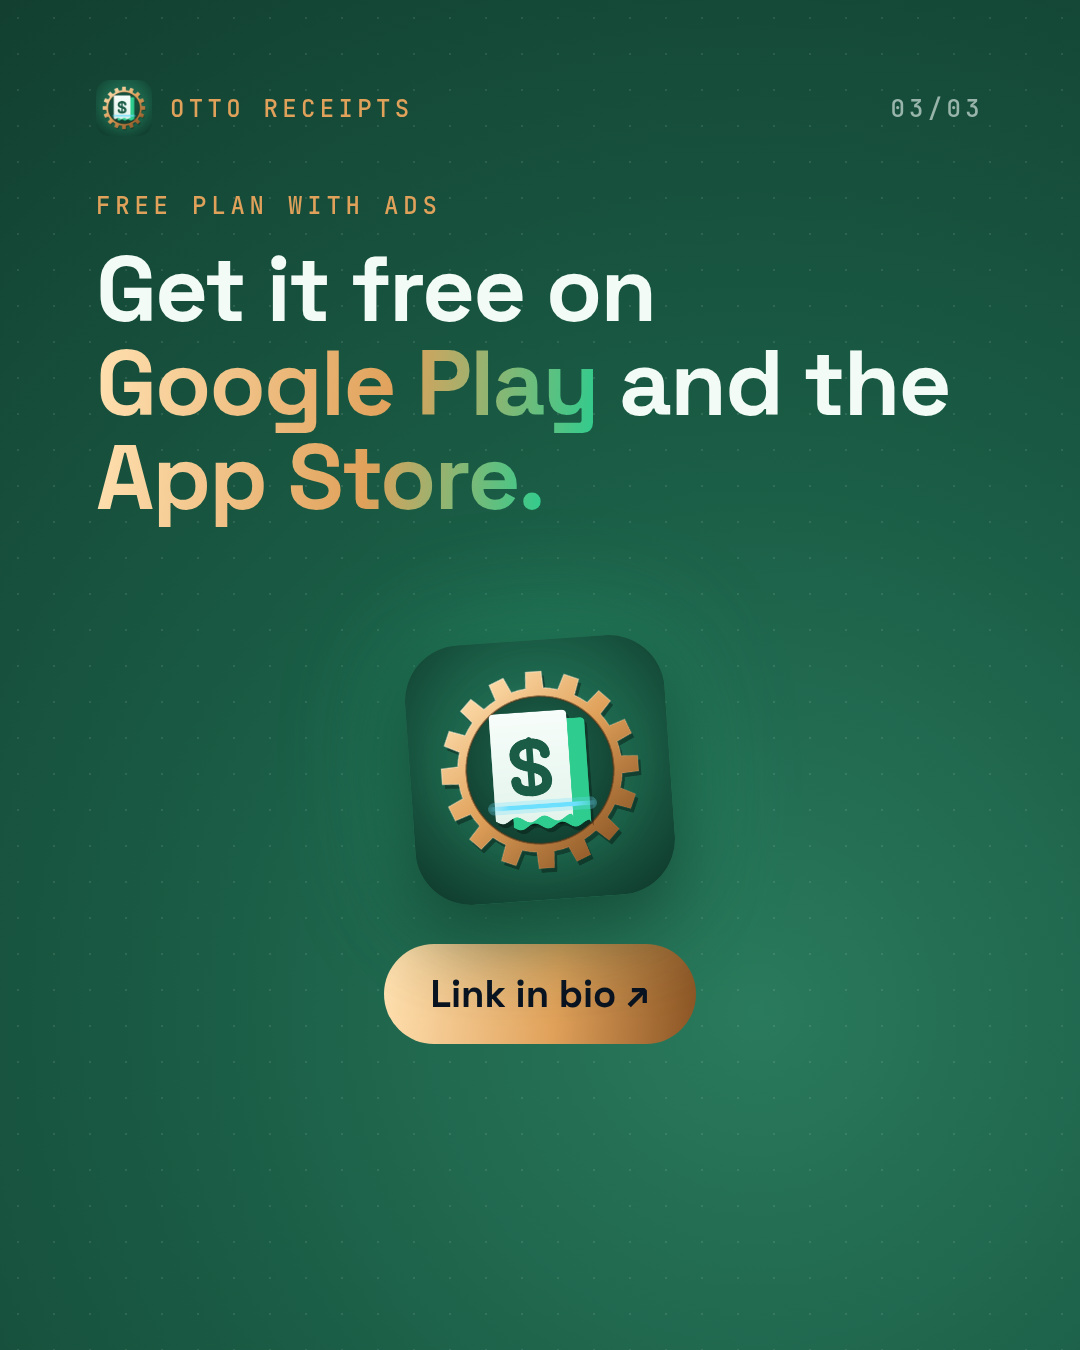 OTTO RECEIPTS
03/03
FREE PLAN WITH ADS
Get it free on
Google Play and the
App Store.
$
Link in bio ↗